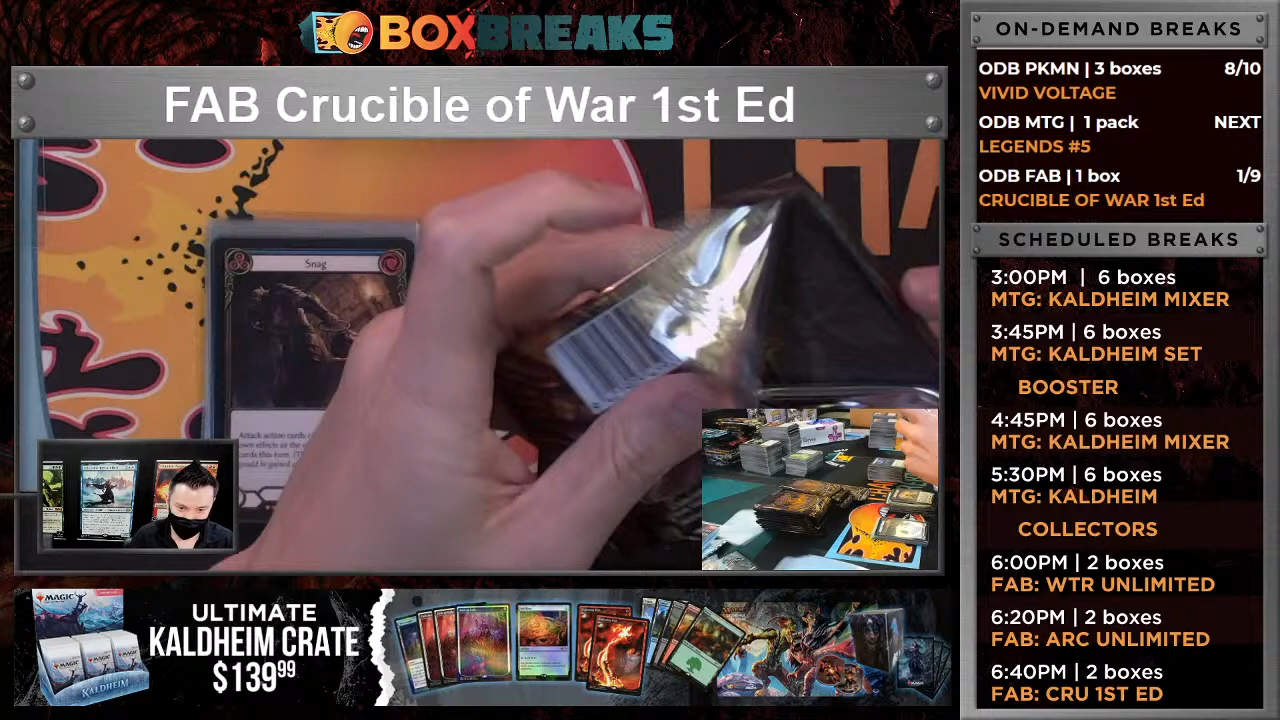 BOXBREAKS
FAB Crucible of War 1st Ed
Snag
Attack action cards
ON-DEMAND BREAKS
ODB PKMN | 3 boxes 8/10
VIVID VOLTAGE
ODB MTG | 1 pack NEXT
LEGENDS #5
ODB FAB | 1 box 1/9
CRUCIBLE OF WAR 1st Ed
SCHEDULED BREAKS
3:00PM | 6 boxes
MTG: KALDHEIM MIXER
3:45PM | 6 boxes
MTG: KALDHEIM SET
BOOSTER
4:45PM | 6 boxes
MTG: KALDHEIM MIXER
5:30PM | 6 boxes
MTG: KALDHEIM
COLLECTORS
6:00PM | 2 boxes
FAB: WTR UNLIMITED
6:20PM | 2 boxes
FAB: ARC UNLIMITED
6:40PM | 2 boxes
FAB: CRU 1ST ED
MAGIC
KALDHEIM
ULTIMATE
KALDHEIM CRATE
$139.99